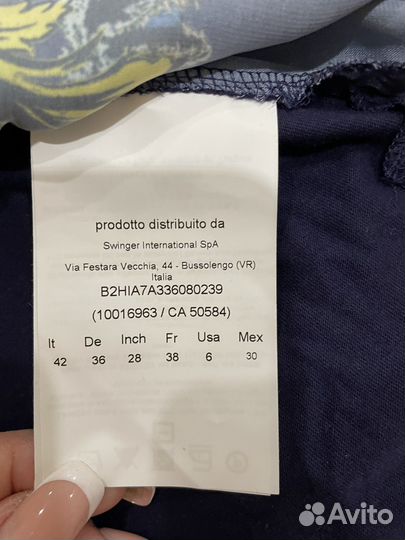 prodotto distribuito da
Swinger International SpA
Via Festara Vecchia, 44 - Bussolengo (VR)
Italia
B2HIA7A336080239
(10016963 / CA 50584)
It De Inch Fr Usa Mex
42 36 28 38 6 30
Avito